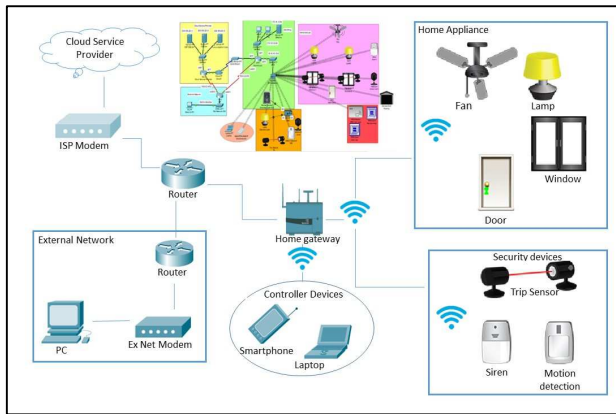 Cloud Service
Provider
ISP Modem
Router
Home gateway
External Network
Router
PC
Ex Net Modem
Controller Devices
Smartphone
Laptop
Home Appliance
Fan
Lamp
Window
Door
Security devices
Trip Sensor
Siren
Motion
detection